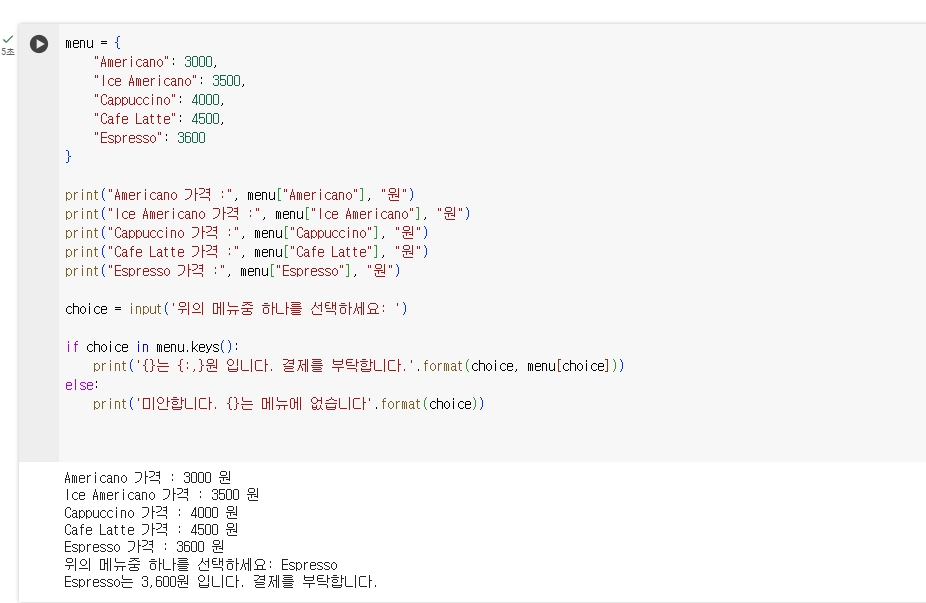 5초
menu = {
    "Americano": 3000,
    "Ice Americano": 3500,
    "Cappuccino": 4000,
    "Cafe Latte": 4500,
    "Espresso": 3600
}
print("Americano 가격 :", menu["Americano"], "원")
print("Ice Americano 가격 :", menu["Ice Americano"], "원")
print("Cappuccino 가격 :", menu["Cappuccino"], "원")
print("Cafe Latte 가격 :", menu["Cafe Latte"], "원")
print("Espresso 가격 :", menu["Espresso"], "원")
choice = input('위의 메뉴중 하나를 선택하세요: ')
if choice in menu.keys():
    print('{}는 {:,}원 입니다. 결제를 부탁합니다.'.format(choice, menu[choice]))
else:
    print('미안합니다. {}는 메뉴에 없습니다'.format(choice))
Americano 가격 : 3000 원
Ice Americano 가격 : 3500 원
Cappuccino 가격 : 4000 원
Cafe Latte 가격 : 4500 원
Espresso 가격 : 3600 원
위의 메뉴중 하나를 선택하세요: Espresso
Espresso는 3,600원 입니다. 결제를 부탁합니다.